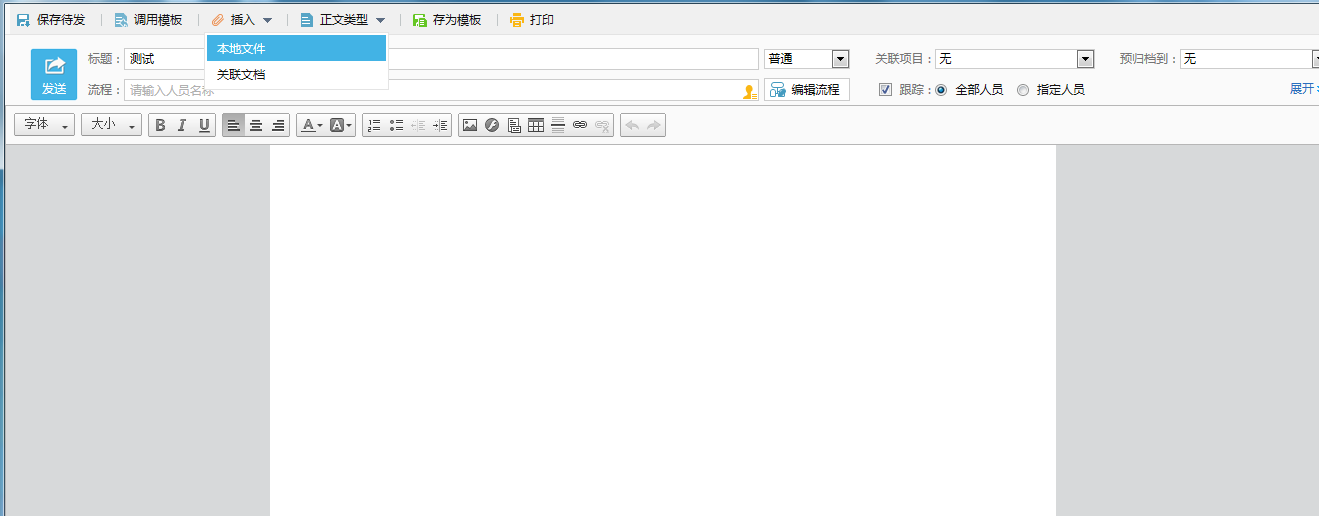 保存待发 调用模板 插入 正文类型 存为模板 打印
本地文件
关联文档
发送
标题： 测试 普通 关联项目： 无 预归档到： 无
流程： 请输入人员名称 编辑流程 跟踪： 全部人员 指定人员 展开
字体 大小 B I U A A